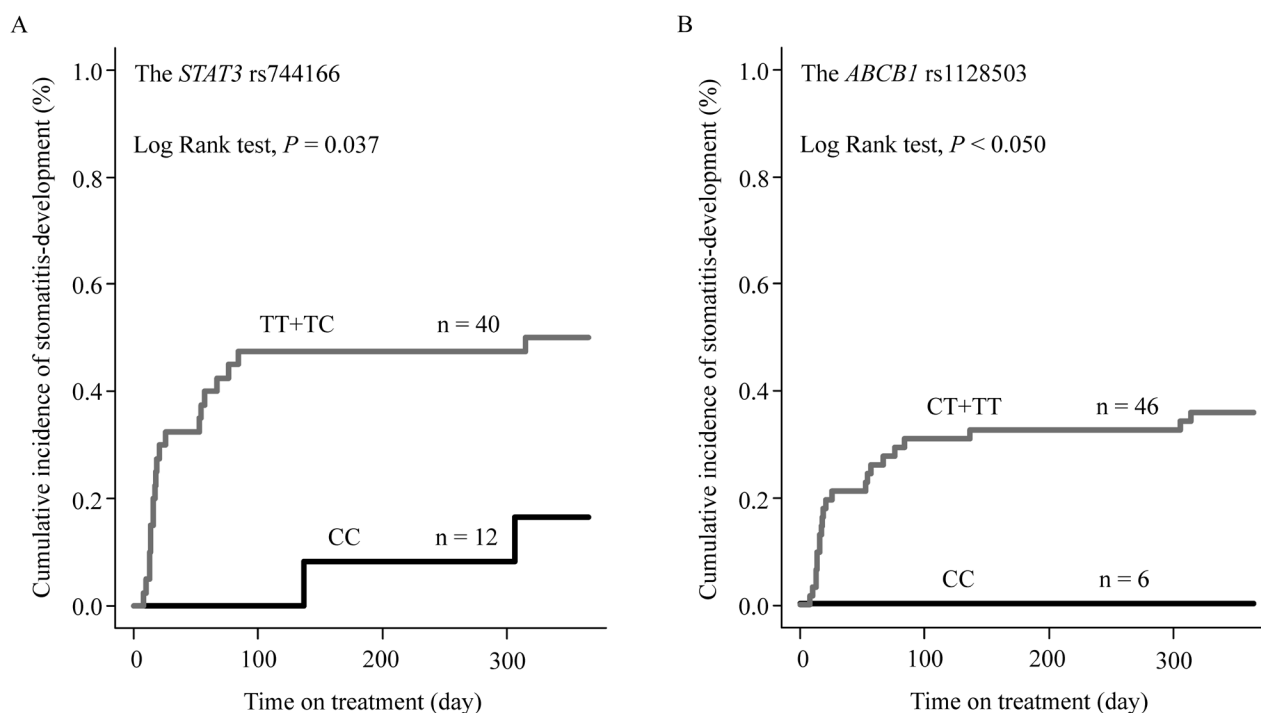 A
The STAT3 rs744166
Log Rank test, P = 0.037
Cumulative incidence of stomatitis-development (%)
1.0
0.8
0.6
0.4
0.2
0.0
TT+TC n = 40
CC n = 12
0 100 200 300
Time on treatment (day)
B
The ABCB1 rs1128503
Log Rank test, P < 0.050
Cumulative incidence of stomatitis-development (%)
1.0
0.8
0.6
0.4
0.2
0.0
CT+TT n = 46
CC n = 6
0 100 200 300
Time on treatment (day)